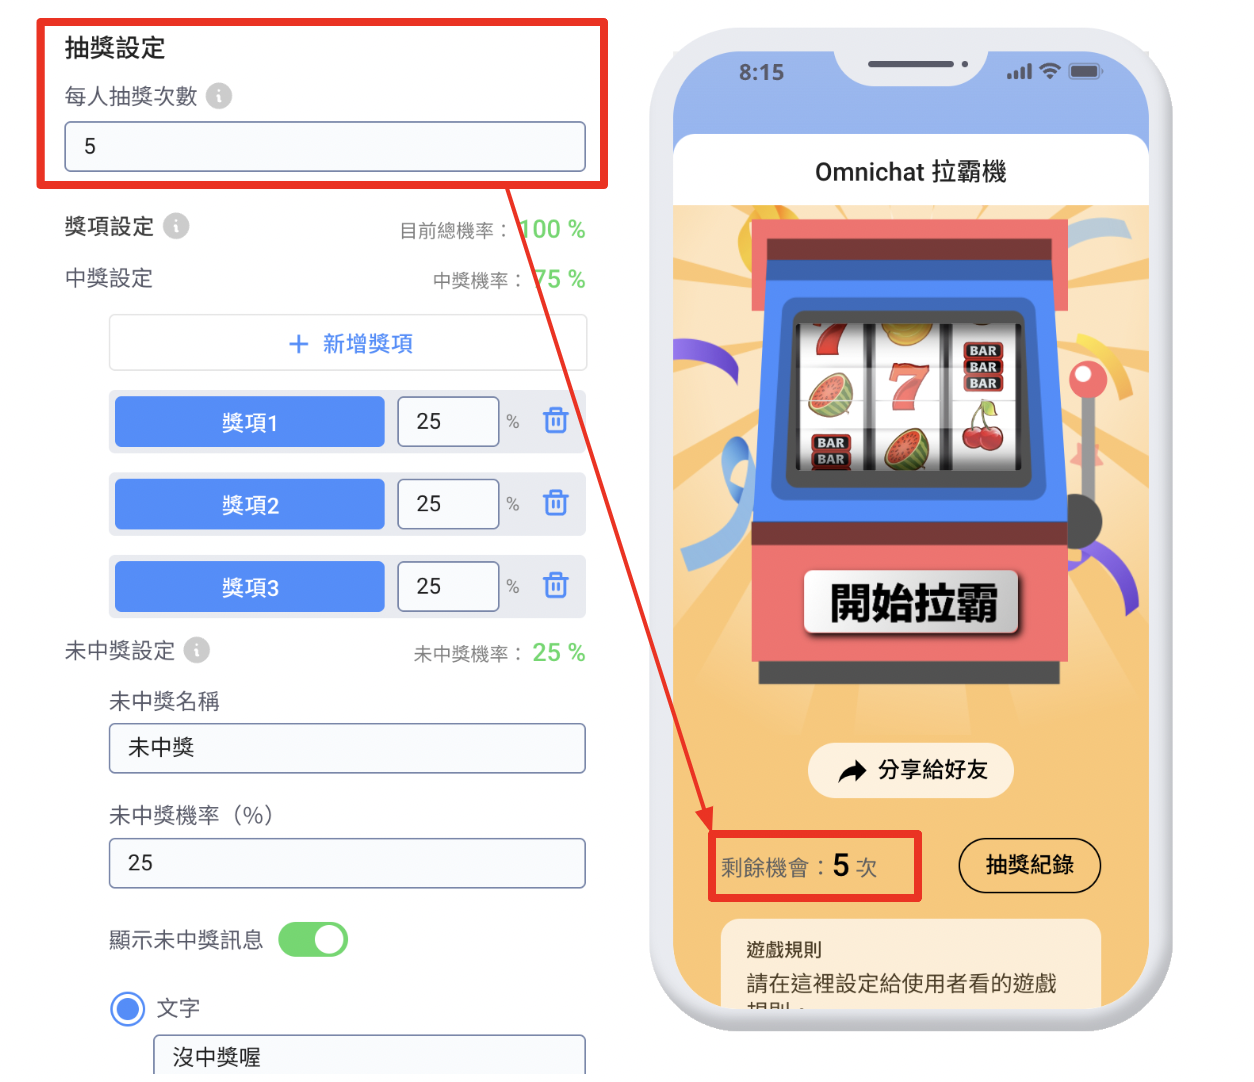 抽獎設定
每人抽獎次數
5
獎項設定
目前總機率： 100 %
中獎設定
中獎機率： 75 %
+ 新增獎項
獎項1
25 %
獎項2
25 %
獎項3
25 %
未中獎設定
未中獎機率： 25 %
未中獎名稱
未中獎
未中獎機率（%）
25
顯示未中獎訊息
文字
沒中獎喔
8:15
Omnichat 拉霸機
7
BAR
BAR
BAR
7
BAR
BAR
開始拉霸
分享給好友
剩餘機會：5 次
抽獎紀錄
遊戲規則
請在這裡設定給使用者看的遊戲
規則。